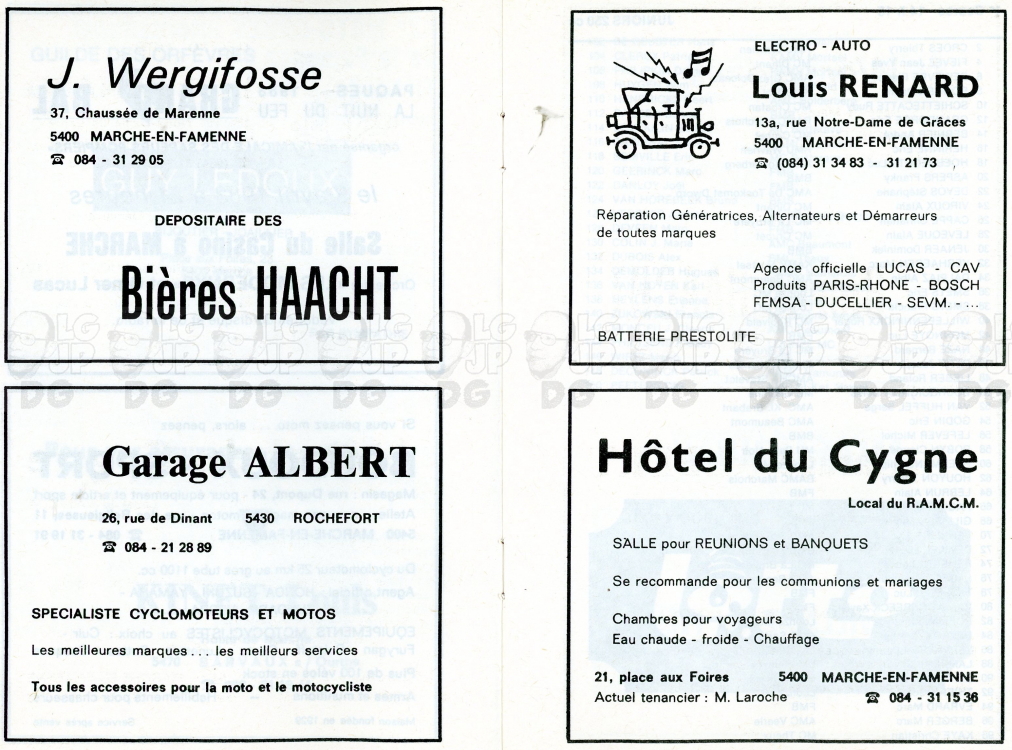 J. Wergifosse
37, Chaussée de Marenne
5400 MARCHE-EN-FAMENNE
☎ 084 - 31 29 05
DEPOSITAIRE DES
Bières HAACHT
ELECTRO - AUTO
Louis RENARD
13a, rue Notre-Dame de Grâces
5400 MARCHE-EN-FAMENNE
☎ (084) 31 34 83 - 31 21 73
Réparation Génératrices, Alternateurs et Démarreurs
de toutes marques
Agence officielle LUCAS - CAV
Produits PARIS-RHONE - BOSCH
FEMSA - DUCELLIER - SEVM. - ...
BATTERIE PRESTOLITE
LG JP DG
Garage ALBERT
26, rue de Dinant 5430 ROCHEFORT
☎ 084 - 21 28 89
SPECIALISTE CYCLOMOTEURS ET MOTOS
Les meilleures marques... les meilleurs services
Tous les accessoires pour la moto et le motocycliste
Hôtel du Cygne
Local du R.A.M.C.M.
SALLE pour REUNIONS et BANQUETS
Se recommande pour les communions et mariages
Chambres pour voyageurs
Eau chaude - froide - Chauffage
21, place aux Foires 5400 MARCHE-EN-FAMENNE
Actuel tenancier : M. Laroche ☎ 084 - 31 15 36